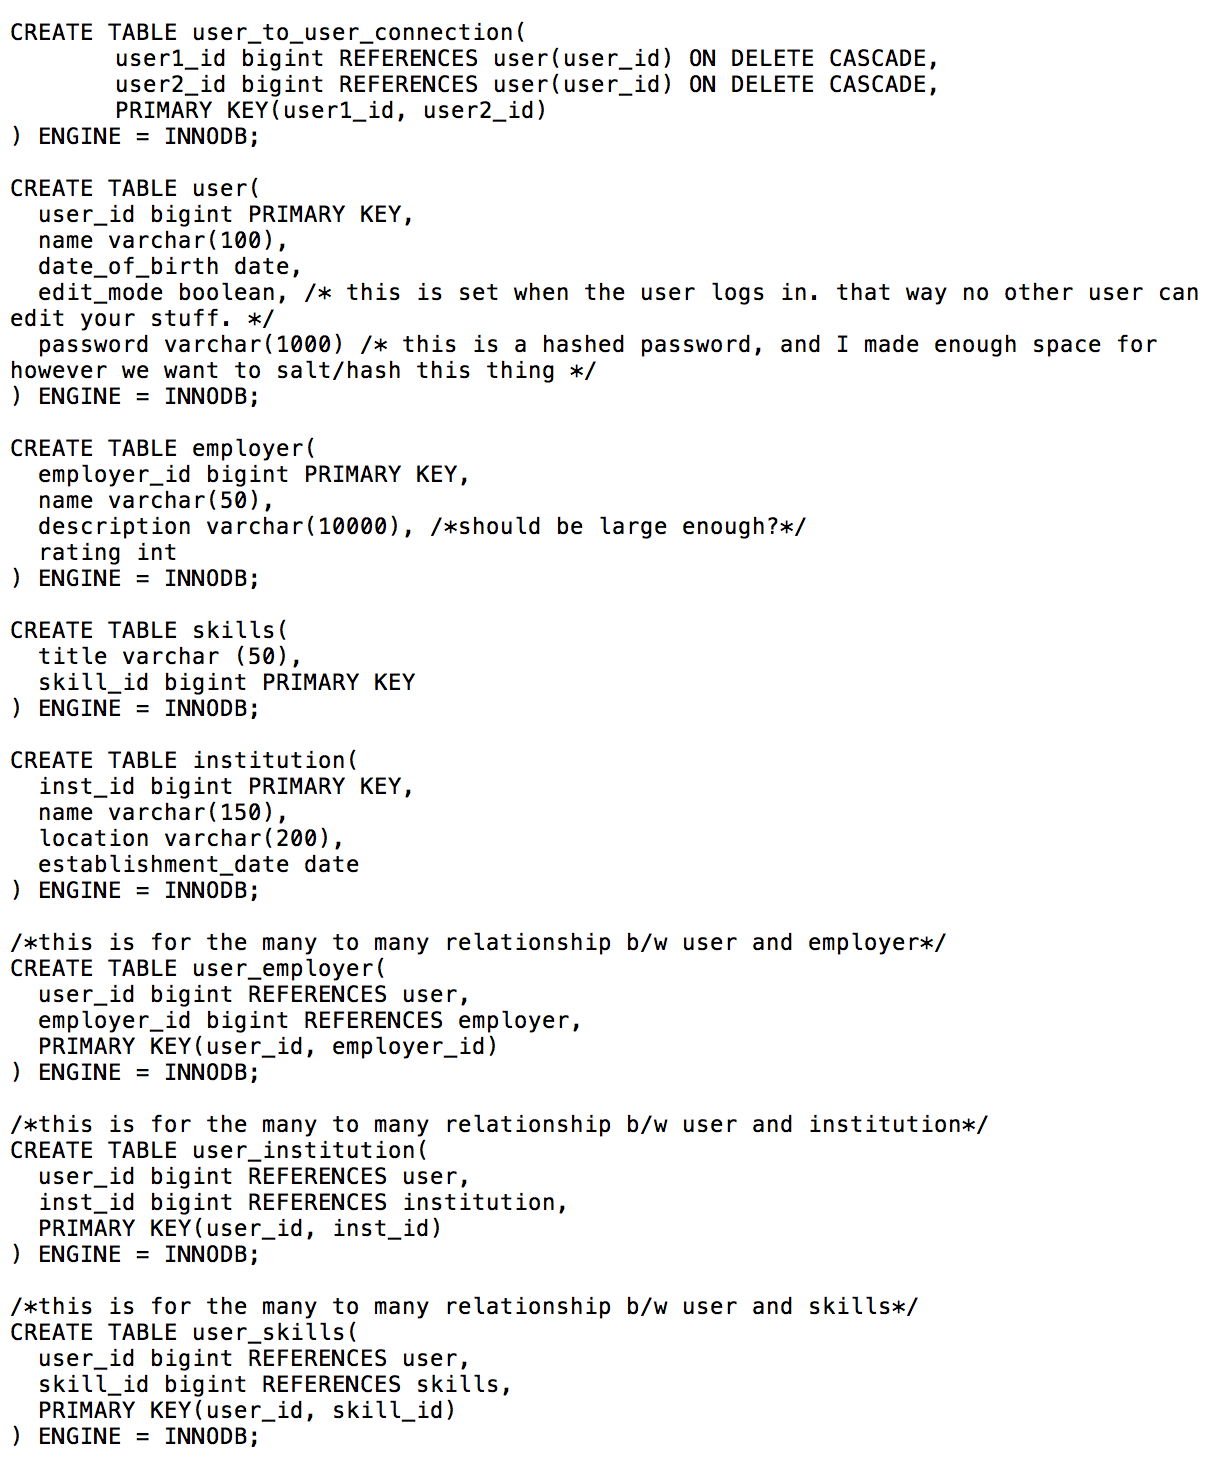 CREATE TABLE user_to_user_connection(
user1_id bigint REFERENCES user(user_id) ON DELETE CASCADE,
user2_id bigint REFERENCES user(user_id) ON DELETE CASCADE,
PRIMARY KEY(user1_id, user2_id)
) ENGINE = INNODB;
CREATE TABLE user(
user_id bigint PRIMARY KEY,
name varchar(100),
date_of_birth date,
edit_mode boolean, /* this is set when the user logs in. that way no other user can
edit your stuff. */
password varchar(1000) /* this is a hashed password, and I made enough space for
however we want to salt/hash this thing */
) ENGINE = INNODB;
CREATE TABLE employer(
employer_id bigint PRIMARY KEY,
name varchar(50),
description varchar(10000), /*should be large enough?*/
rating int
) ENGINE = INNODB;
CREATE TABLE skills(
title varchar (50),
skill_id bigint PRIMARY KEY
) ENGINE = INNODB;
CREATE TABLE institution(
inst_id bigint PRIMARY KEY,
name varchar(150),
location varchar(200),
establishment_date date
) ENGINE = INNODB;
/*this is for the many to many relationship b/w user and employer*/
CREATE TABLE user_employer(
user_id bigint REFERENCES user,
employer_id bigint REFERENCES employer,
PRIMARY KEY(user_id, employer_id)
) ENGINE = INNODB;
/*this is for the many to many relationship b/w user and institution*/
CREATE TABLE user_institution(
user_id bigint REFERENCES user,
inst_id bigint REFERENCES institution,
PRIMARY KEY(user_id, inst_id)
) ENGINE = INNODB;
/*this is for the many to many relationship b/w user and skills*/
CREATE TABLE user_skills(
user_id bigint REFERENCES user,
skill_id bigint REFERENCES skills,
PRIMARY KEY(user_id, skill_id)
) ENGINE = INNODB;